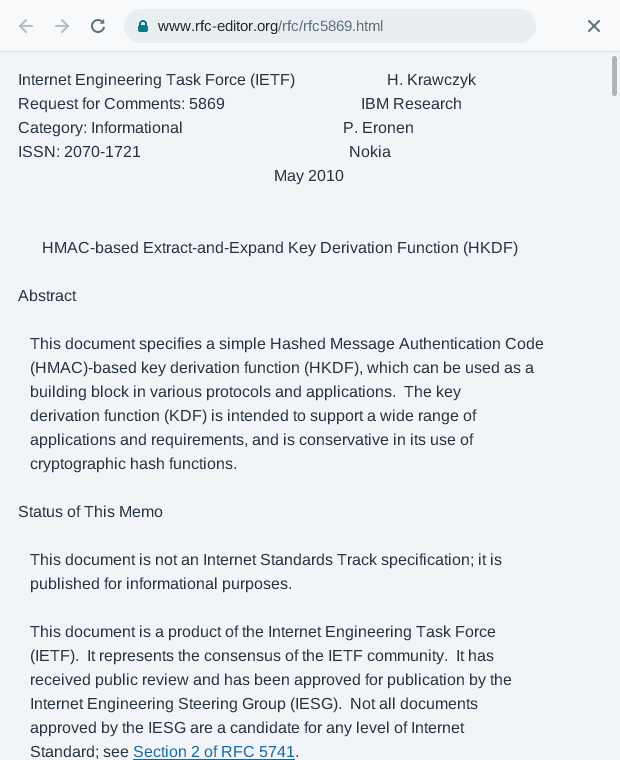 www.rfc-editor.org/rfc/rfc5869.html
Internet Engineering Task Force (IETF) H. Krawczyk
Request for Comments: 5869 IBM Research
Category: Informational P. Eronen
ISSN: 2070-1721 Nokia
May 2010
HMAC-based Extract-and-Expand Key Derivation Function (HKDF)
Abstract
This document specifies a simple Hashed Message Authentication Code
(HMAC)-based key derivation function (HKDF), which can be used as a
building block in various protocols and applications.  The key
derivation function (KDF) is intended to support a wide range of
applications and requirements, and is conservative in its use of
cryptographic hash functions.
Status of This Memo
This document is not an Internet Standards Track specification; it is
published for informational purposes.
This document is a product of the Internet Engineering Task Force
(IETF).  It represents the consensus of the IETF community.  It has
received public review and has been approved for publication by the
Internet Engineering Steering Group (IESG).  Not all documents
approved by the IESG are a candidate for any level of Internet
Standard; see Section 2 of RFC 5741.